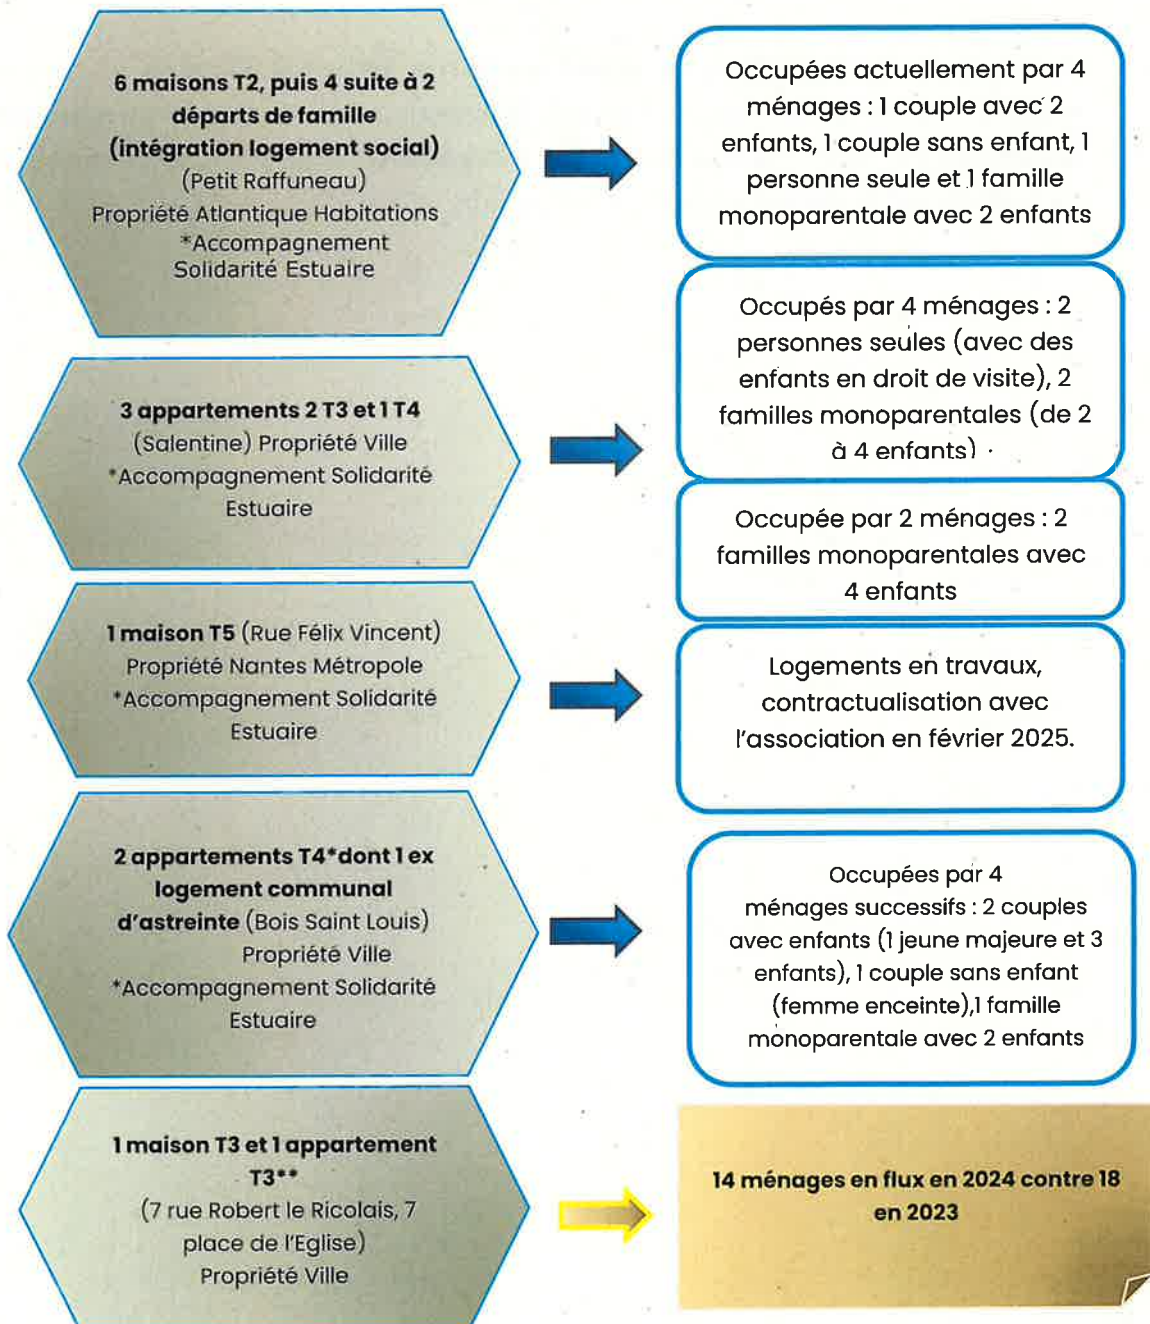 6 maisons T2, puis 4 suite à 2
départs de famille
(intégration logement social)
(Petit Raffuneau)
Propriété Atlantique Habitations
*Accompagnement
Solidarité Estuaire
Occupées actuellement par 4
ménages : 1 couple avec 2
enfants, 1 couple sans enfant, 1
personne seule et 1 famille
monoparentale avec 2 enfants
3 appartements 2 T3 et 1 T4
(Salentine) Propriété Ville
*Accompagnement Solidarité
Estuaire
Occupés par 4 ménages : 2
personnes seules (avec des
enfants en droit de visite), 2
familles monoparentales (de 2
à 4 enfants)
Occupée par 2 ménages : 2
familles monoparentales avec
4 enfants
1 maison T5 (Rue Félix Vincent)
Propriété Nantes Métropole
*Accompagnement Solidarité
Estuaire
Logements en travaux,
contractualisation avec
l'association en février 2025.
2 appartements T4*dont 1 ex
logement communal
d'astreinte (Bois Saint Louis)
Propriété Ville
*Accompagnement Solidarité
Estuaire
Occupées par 4
ménages successifs : 2 couples
avec enfants (1 jeune majeure et 3
enfants), 1 couple sans enfant
(femme enceinte),1 famille
monoparentale avec 2 enfants
1 maison T3 et 1 appartement
T3**
(7 rue Robert le Ricolais, 7
place de l'Eglise)
Propriété Ville
14 ménages en flux en 2024 contre 18
en 2023